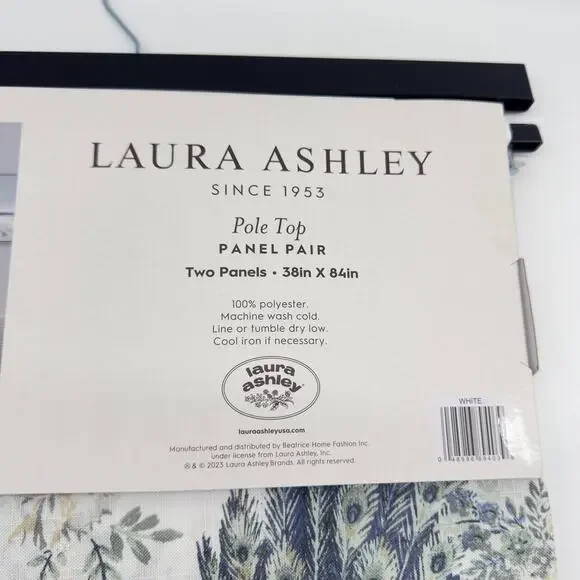 LAURA ASHLEY
SINCE 1953
Pole Top
PANEL PAIR
Two Panels • 38in X 84in
100% polyester.
Machine wash cold.
Line or tumble dry low.
Cool iron if necessary.
laura
ashley
lauraashleyusa.com
Manufactured and distributed by Beatrice Home Fashion Inc.
under license from Laura Ashley, Inc.
® & © 2023 Laura Ashley Brands. All rights reserved.
WHITE